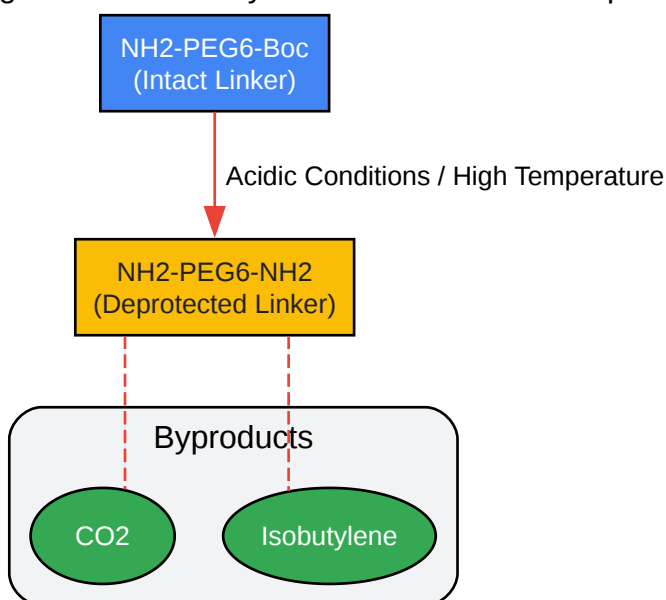 NH2-PEG6-Boc
(Intact Linker)
Acidic Conditions / High Temperature
NH2-PEG6-NH2
(Deprotected Linker)
Byproducts
CO2
Isobutylene